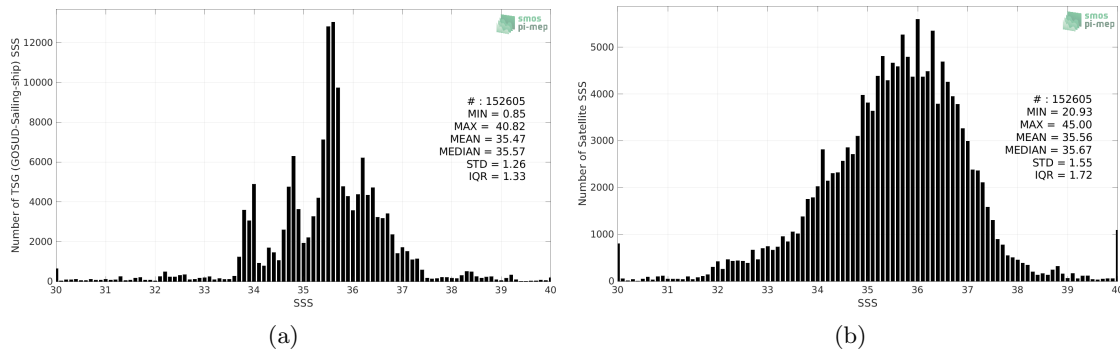 smos
pi-mep
Number of TSG (GOSUD-Sailing-ship) SSS
12000
10000
8000
6000
4000
2000
0
# : 152605
MIN = 0.85
MAX = 40.82
MEAN = 35.47
MEDIAN = 35.57
STD = 1.26
IQR = 1.33
30 31 32 33 34 35 36 37 38 39 40
SSS
(a)
smos
pi-mep
Number of Satellite SSS
5000
4000
3000
2000
1000
0
# : 152605
MIN = 20.93
MAX = 45.00
MEAN = 35.56
MEDIAN = 35.67
STD = 1.55
IQR = 1.72
30 31 32 33 34 35 36 37 38 39 40
SSS
(b)